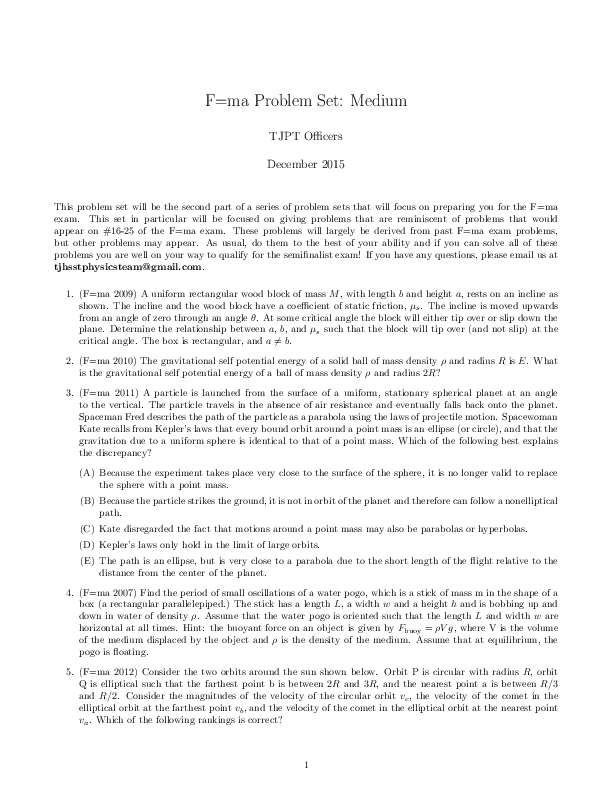 F=ma Problem Set: Medium
TJPT Officers
December 2015
This problem set will be the second part of a series of problem sets that will focus on preparing you for the F=ma
exam. This set in particular will be focused on giving problems that are reminiscent of problems that would
appear on #16-25 of the F=ma exam. These problems will largely be derived from past F=ma exam problems,
but other problems may appear. As usual, do them to the best of your ability and if you can solve all of these
problems you are well on your way to qualify for the semifinalist exam! If you have any questions, please email us at
tjhsstphysicsteam@gmail.com.
1. (F=ma 2009) A uniform rectangular wood block of mass M, with length b and height a, rests on an incline as
shown. The incline and the wood block have a coefficient of static friction, μs. The incline is moved upwards
from an angle of zero through an angle θ. At some critical angle the block will either tip over or slip down the
plane. Determine the relationship between a, b, and μs such that the block will tip over (and not slip) at the
critical angle. The box is rectangular, and a ≠ b.
2. (F=ma 2010) The gravitational self potential energy of a solid ball of mass density ρ and radius R is E. What
is the gravitational self potential energy of a ball of mass density ρ and radius 2R?
3. (F=ma 2011) A particle is launched from the surface of a uniform, stationary spherical planet at an angle
to the vertical. The particle travels in the absence of air resistance and eventually falls back onto the planet.
Spaceman Fred describes the path of the particle as a parabola using the laws of projectile motion. Spacewoman
Kate recalls from Kepler's laws that every bound orbit around a point mass is an ellipse (or circle), and that the
gravitation due to a uniform sphere is identical to that of a point mass. Which of the following best explains
the discrepancy?
(A) Because the experiment takes place very close to the surface of the sphere, it is no longer valid to replace
the sphere with a point mass.
(B) Because the particle strikes the ground, it is not in orbit of the planet and therefore can follow a nonelliptical
path.
(C) Kate disregarded the fact that motions around a point mass may also be parabolas or hyperbolas.
(D) Kepler's laws only hold in the limit of large orbits.
(E) The path is an ellipse, but is very close to a parabola due to the short length of the flight relative to the
distance from the center of the planet.
4. (F=ma 2007) Find the period of small oscillations of a water pogo, which is a stick of mass m in the shape of a
box (a rectangular parallelepiped.) The stick has a length L, a width w and a height h and is bobbing up and
down in water of density ρ. Assume that the water pogo is oriented such that the length L and width w are
horizontal at all times. Hint: the buoyant force on an object is given by Fbuoy = ρVg, where V is the volume
of the medium displaced by the object and ρ is the density of the medium. Assume that at equilibrium, the
pogo is floating.
5. (F=ma 2012) Consider the two orbits around the sun shown below. Orbit P is circular with radius R, orbit
Q is elliptical such that the farthest point b is between 2R and 3R, and the nearest point a is between R/3
and R/2. Consider the magnitudes of the velocity of the circular orbit vc, the velocity of the comet in the
elliptical orbit at the farthest point vb, and the velocity of the comet in the elliptical orbit at the nearest point
va. Which of the following rankings is correct?
1